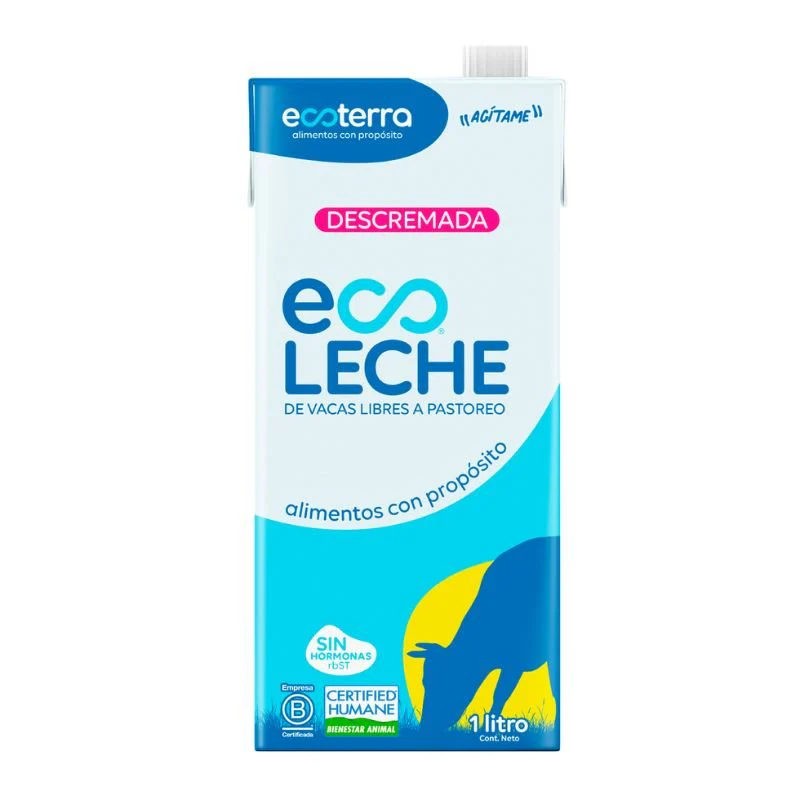 ecoterra
alimentos con propósito
"AGÍTAME"
DESCREMADA
eco®
LECHE
DE VACAS LIBRES A PASTOREO
alimentos con propósito
SIN
HORMONAS
rbST
Empresa
B
Certificada
CERTIFIED
HUMANE
BIENESTAR ANIMAL
1 litro
Cont. Neto